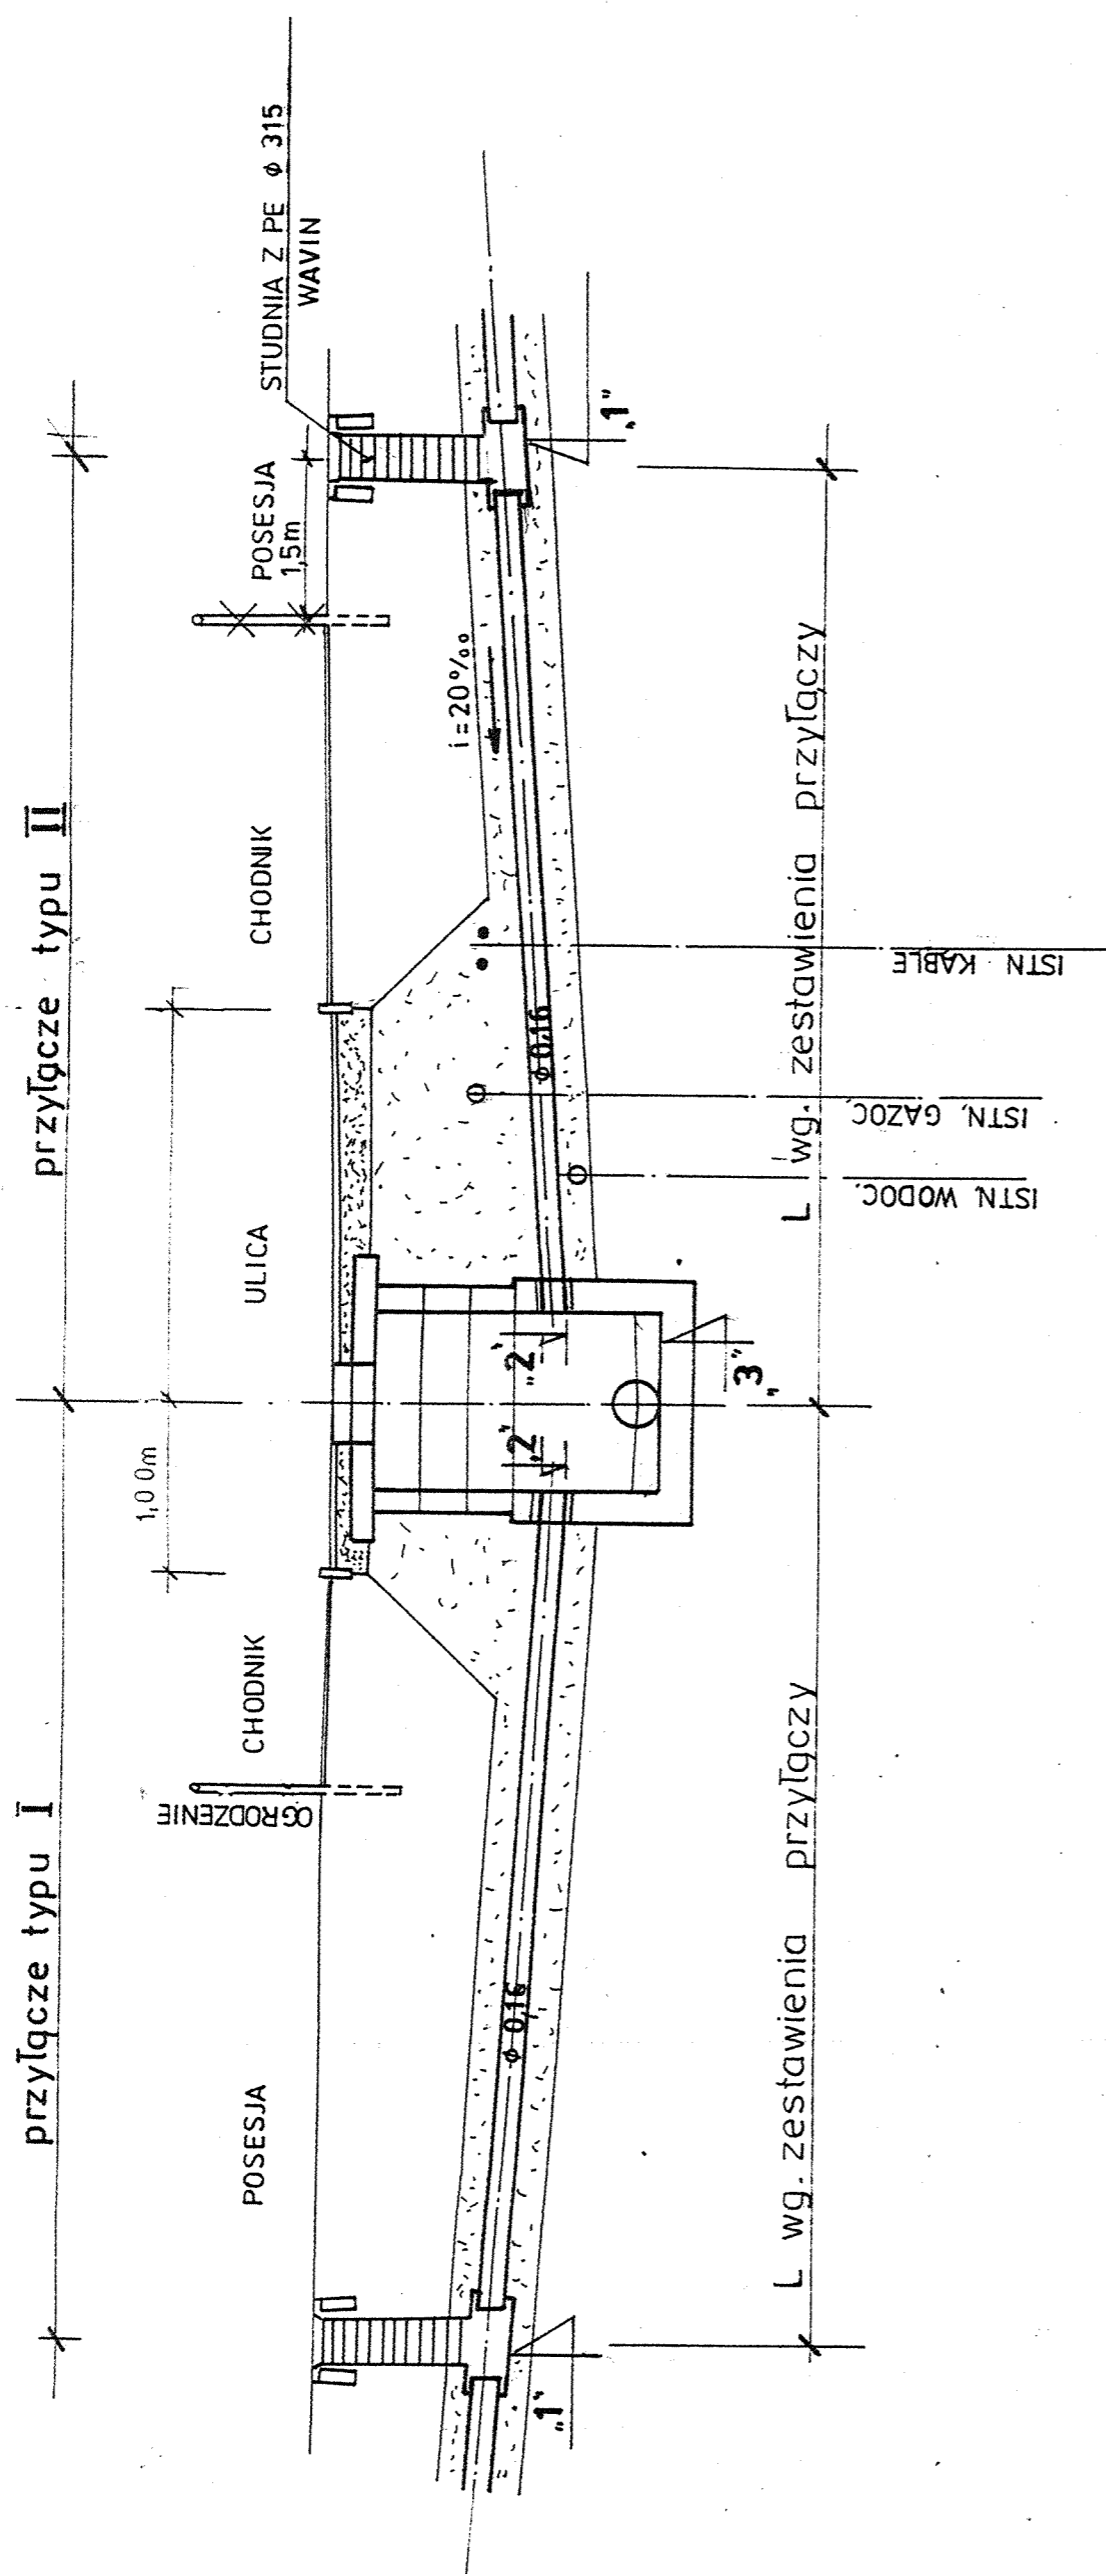 przyłącze typu I
przyłącze typu II
1,00m
STUDNIA Z PE ϕ 315
WAVIN
POSESJA
OGRODZENIE
CHODNIK
ULICA
CHODNIK
POSESJA
1,5m
i=20‰
ϕ 0,16
ϕ 0,16
„1"
„2"
„2"
„3"
„1"
L wg. zestawienia przyłączy
L wg. zestawienia przyłączy
ISTN. WODOC.
ISTN. GAZOC.
ISTN KABLE